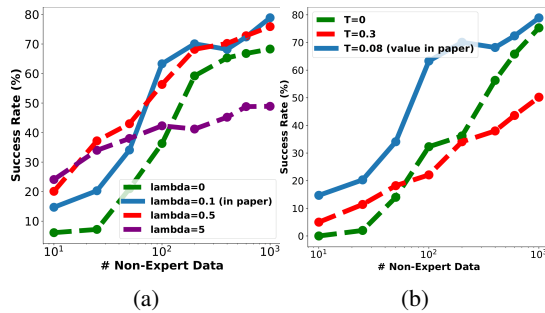 80
70
60
50
40
30
20
10
Success Rate (%)
lambda=0
lambda=0.1 (in paper)
lambda=0.5
lambda=5
10¹
10²
10³
# Non-Expert Data
(a)
80
70
60
50
40
30
20
10
0
Success Rate (%)
T=0
T=0.3
T=0.08 (value in paper)
10¹
10²
10³
# Non-Expert Data
(b)